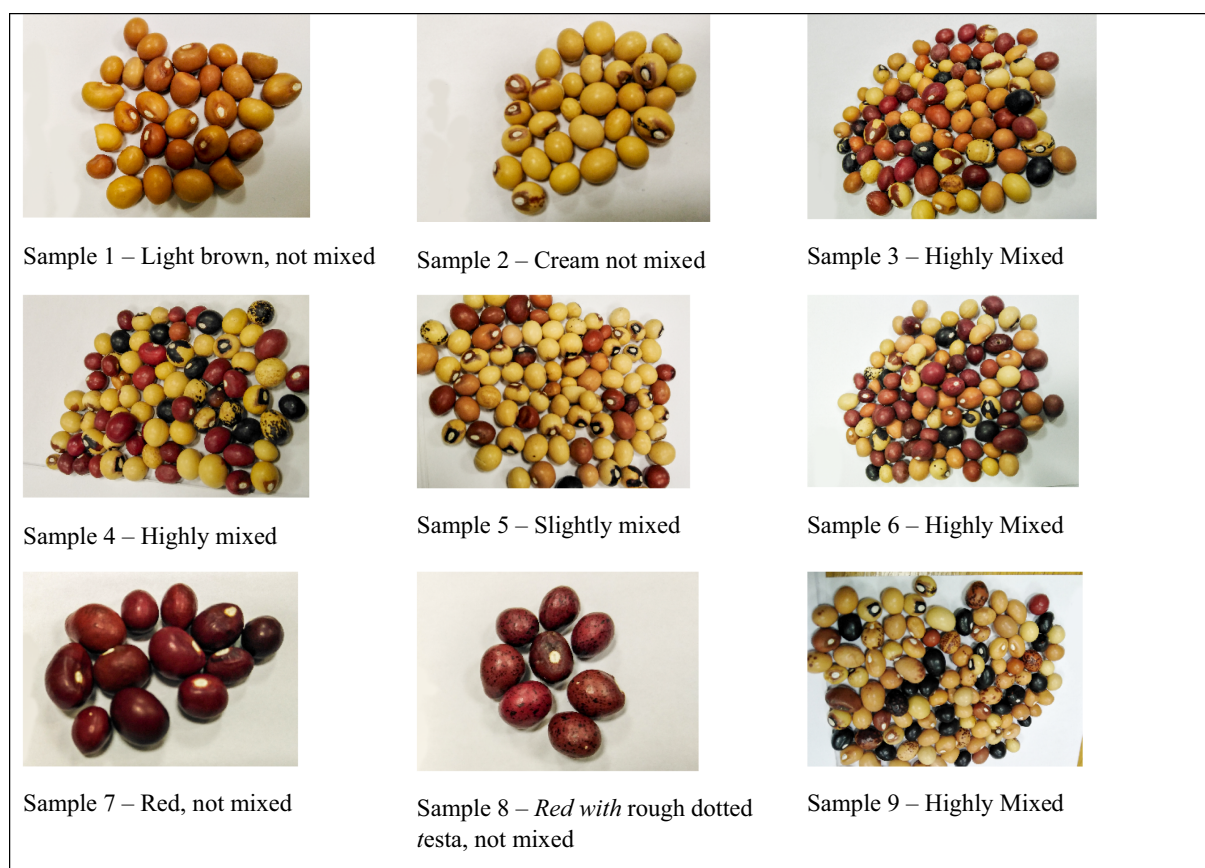 Sample 1 – Light brown, not mixed
Sample 2 – Cream not mixed
Sample 3 – Highly Mixed
Sample 4 – Highly mixed
Sample 5 – Slightly mixed
Sample 6 – Highly Mixed
Sample 7 – Red, not mixed
Sample 8 – Red with rough dotted
testa, not mixed
Sample 9 – Highly Mixed